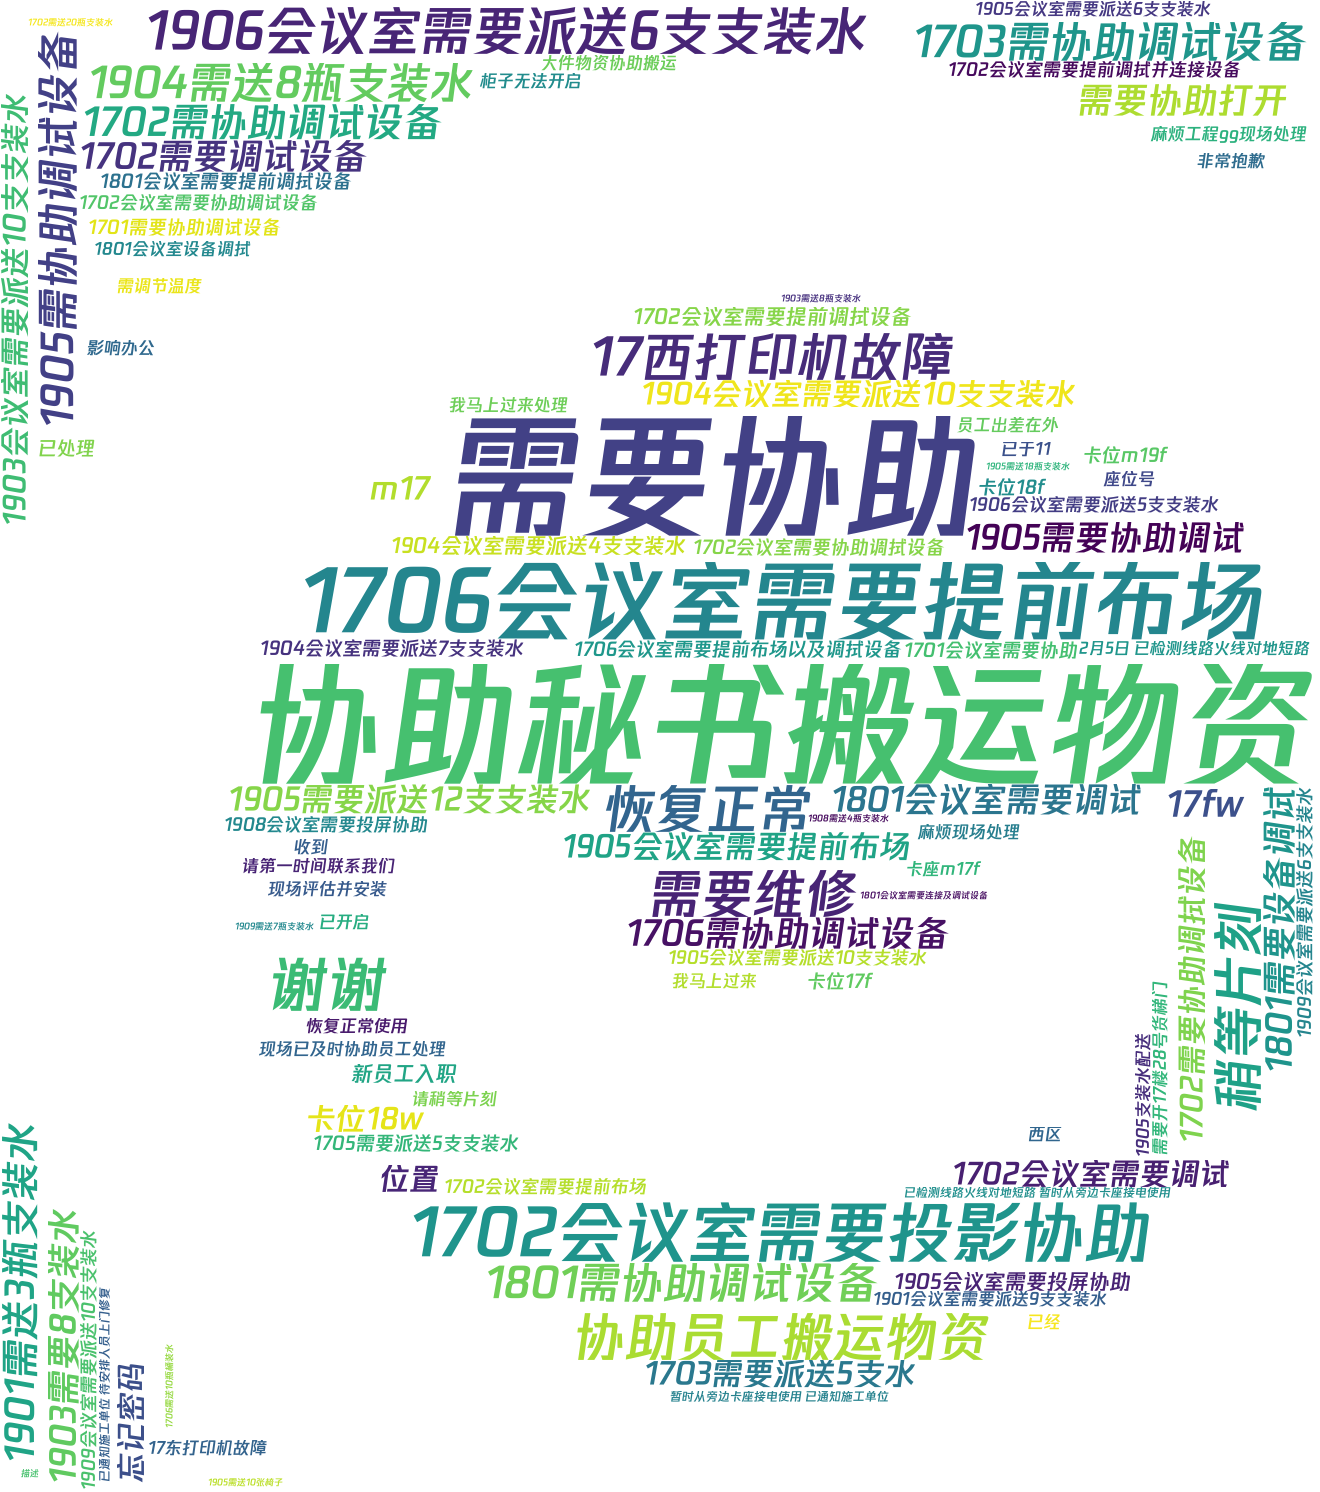 1702需送20瓶支装水
1906会议室需要派送6支支装水
1905会议室需要派送6支支装水
1703需协助调试设备
1702会议室需要提前调拭并连接设备
需要协助打开
麻烦工程gg现场处理
非常抱歉
大件物资协助搬运
柜子无法开启
1904需送8瓶支装水
1702需协助调试设备
1702需要调试设备
1801会议室需要提前调拭设备
1702会议室需要协助调试设备
1701需要协助调试设备
1801会议室设备调拭
需调节温度
影响办公
1903会议室需要派送10支支装水
1905需协助调试设备
已处理
1903需送8瓶支装水
1702会议室需要提前调拭设备
17西打印机故障
1904会议室需要派送10支支装水
我马上过来处理
需要协助
员工出差在外
已于11
卡位m19f
1905需送18瓶支装水
卡位18f
座位号
m17
1906会议室需要派送5支支装水
1905需要协助调试
1904会议室需要派送4支支装水
1702会议室需要协助调拭设备
1706会议室需要提前布场
1904会议室需要派送7支支装水
1706会议室需要提前布场以及调试设备
1701会议室需要协助
2月5日 已检测线路火线对地短路
协助秘书搬运物资
1905需要派送12支支装水
恢复正常
1908需送4瓶支装水
1801会议室需要调试
17fw
1908会议室需要投屏协助
麻烦现场处理
收到
1905会议室需要提前布场
请第一时间联系我们
卡座m17f
现场评估并安装
需要维修
1801会议室需要连接及调试设备
1909需送7瓶支装水
已开启
1706需协助调试设备
1905会议室需要派送10支支装水
我马上过来
卡位17f
谢谢
恢复正常使用
现场已及时协助员工处理
新员工入职
请稍等片刻
卡位18w
1705需要派送5支支装水
1905支装水配送
需要开17楼28号货梯门
1702需要协助调拭设备
稍等片刻
1801需要设备调试
1909会议室需要派送6支支装水
西区
位置
1702会议室需要提前布场
1702会议室需要调试
已检测线路火线对地短路 暂时从旁边卡座接电使用
1702会议室需要投影协助
1801需协助调试设备
1905会议室需要投屏协助
1901会议室需要派送9支支装水
协助员工搬运物资
已经
1703需要派送5支水
暂时从旁边卡座接电使用 已通知施工单位
1901需送3瓶支装水
1903需要8支装水
1909会议室需要派送10支支装水
已通知施工单位 待安排人员上门修复
忘记密码
1706需送10瓶桶装水
17东打印机故障
描述
1905需送10张椅子